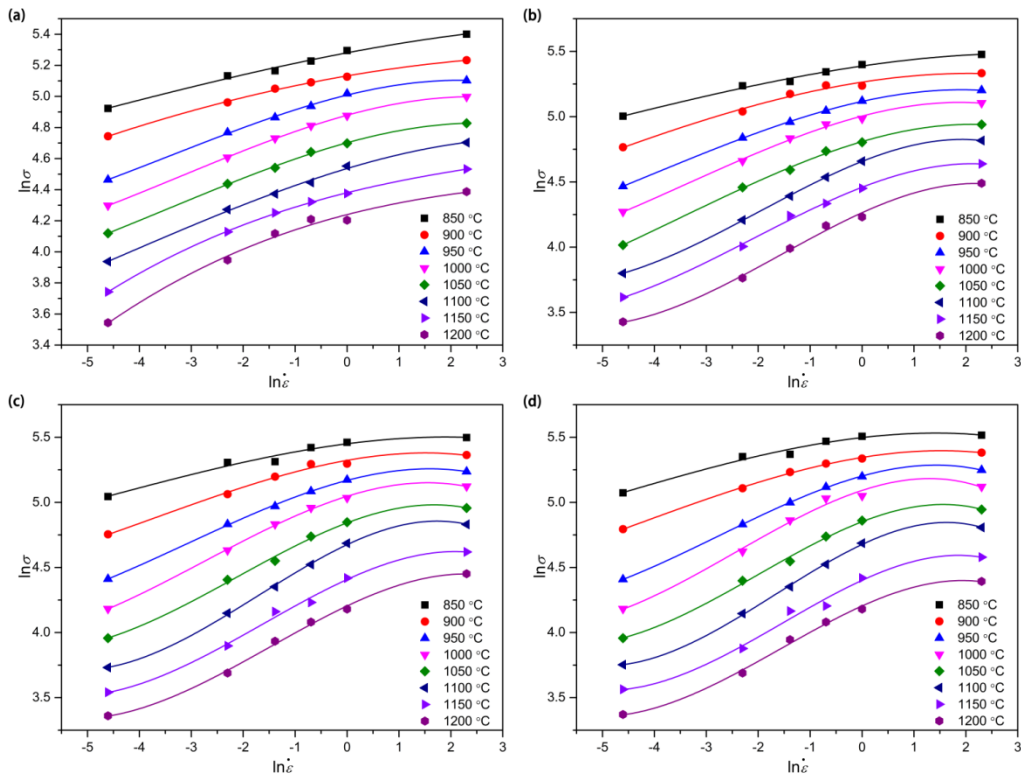 (a)
5.4
5.2
5.0
4.8
4.6
4.4
4.2
4.0
3.8
3.6
3.4
lnσ
850 °C
900 °C
950 °C
1000 °C
1050 °C
1100 °C
1150 °C
1200 °C
-5 -4 -3 -2 -1 0 1 2 3
lnε̇
(b)
5.5
5.0
4.5
4.0
3.5
lnσ
850 °C
900 °C
950 °C
1000 °C
1050 °C
1100 °C
1150 °C
1200 °C
-5 -4 -3 -2 -1 0 1 2 3
lnε̇
(c)
5.5
5.0
4.5
4.0
3.5
lnσ
850 °C
900 °C
950 °C
1000 °C
1050 °C
1100 °C
1150 °C
1200 °C
-5 -4 -3 -2 -1 0 1 2 3
lnε̇
(d)
5.5
5.0
4.5
4.0
3.5
lnσ
850 °C
900 °C
950 °C
1000 °C
1050 °C
1100 °C
1150 °C
1200 °C
-5 -4 -3 -2 -1 0 1 2 3
lnε̇